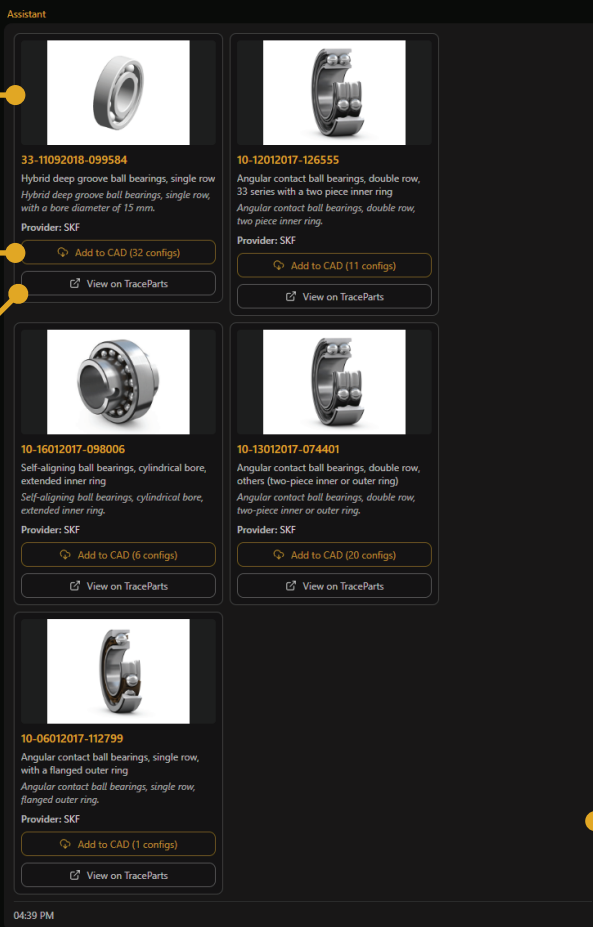 Assistant
33-11092018-099584
Hybrid deep groove ball bearings, single row
Hybrid deep groove ball bearings, single row,
with a bore diameter of 15 mm.
Provider: SKF
Add to CAD (32 configs)
View on TraceParts
10-12012017-126555
Angular contact ball bearings, double row,
33 series with a two piece inner ring
Angular contact ball bearings, double row,
two piece inner ring.
Provider: SKF
Add to CAD (11 configs)
View on TraceParts
10-16012017-098006
Self-aligning ball bearings, cylindrical bore,
extended inner ring
Self-aligning ball bearings, cylindrical bore,
extended inner ring.
Provider: SKF
Add to CAD (6 configs)
View on TraceParts
10-13012017-074401
Angular contact ball bearings, double row,
others (two-piece inner or outer ring)
Angular contact ball bearings, double row,
two-piece inner or outer ring.
Provider: SKF
Add to CAD (20 configs)
View on TraceParts
10-06012017-112799
Angular contact ball bearings, single row,
with a flanged outer ring
Angular contact ball bearings, single row,
flanged outer ring.
Provider: SKF
Add to CAD (1 configs)
View on TraceParts
04:39 PM